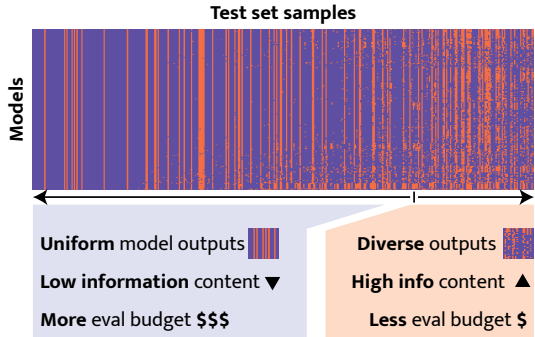 Test set samples
Models
Uniform model outputs
Low information content ▼
More eval budget $$$
Diverse outputs
High info content ▲
Less eval budget $